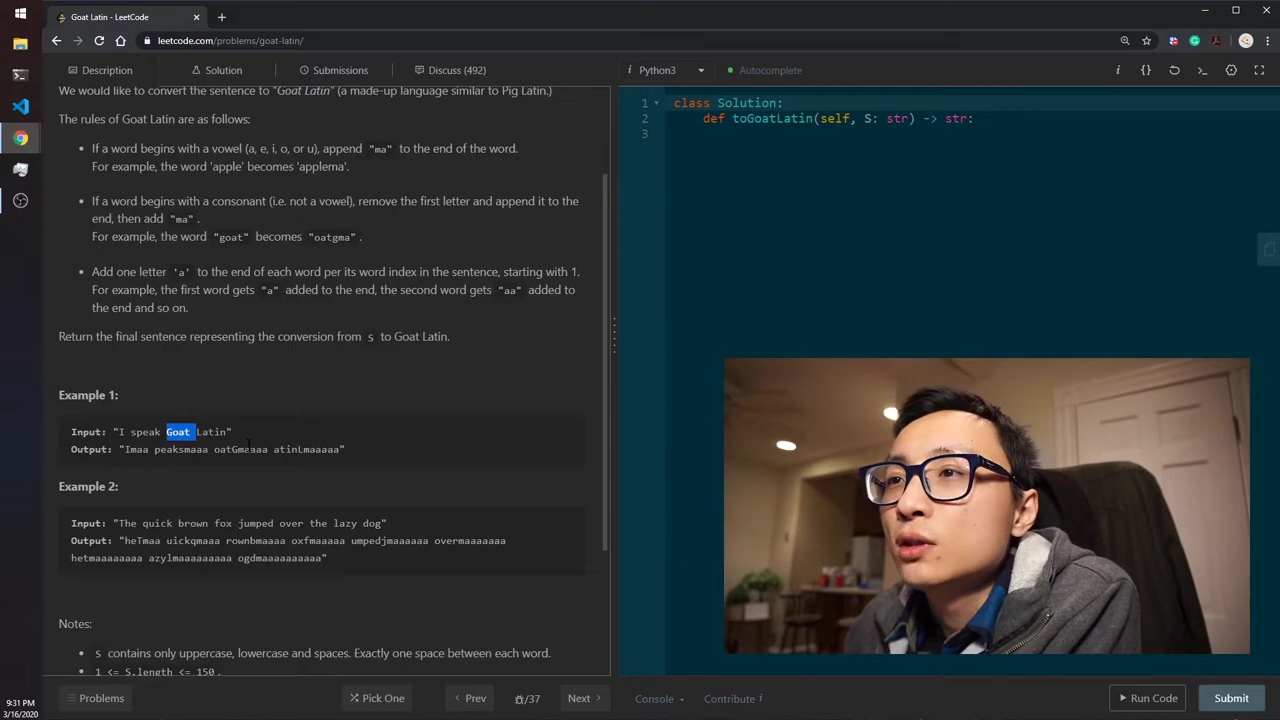 Goat Latin - LeetCode
leetcode.com/problems/goat-latin/
Description
Solution
Submissions
Discuss (492)
We would like to convert the sentence to "Goat Latin" (a made-up language similar to Pig Latin.)
The rules of Goat Latin are as follows:
If a word begins with a vowel (a, e, i, o, or u), append "ma" to the end of the word.
For example, the word 'apple' becomes 'applema'.
If a word begins with a consonant (i.e. not a vowel), remove the first letter and append it to the
end, then add "ma".
For example, the word "goat" becomes "oatgma".
Add one letter 'a' to the end of each word per its word index in the sentence, starting with 1.
For example, the first word gets "a" added to the end, the second word gets "aa" added to
the end and so on.
Return the final sentence representing the conversion from S to Goat Latin.
Example 1:
Input: "I speak Goat Latin"
Output: "Imaa peaksmaaa oatGmaaaa atinLmaaaaa"
Example 2:
Input: "The quick brown fox jumped over the lazy dog"
Output: "heTmaa uickqmaaa rownbmaaaa oxfmaaaaa umpedjmaaaaaa overmaaaaaaa
hetmaaaaaaaa azylmaaaaaaaaa ogdmaaaaaaaaaa"
Notes:
S contains only uppercase, lowercase and spaces. Exactly one space between each word.
1 <= S.length <= 150.
Problems
Pick One
Prev
/37
Next
Python3
Autocomplete
1 class Solution:
2 def toGoatLatin(self, S: str) -> str:
3
Console
Contribute i
Run Code
Submit
9:31 PM
3/16/2020